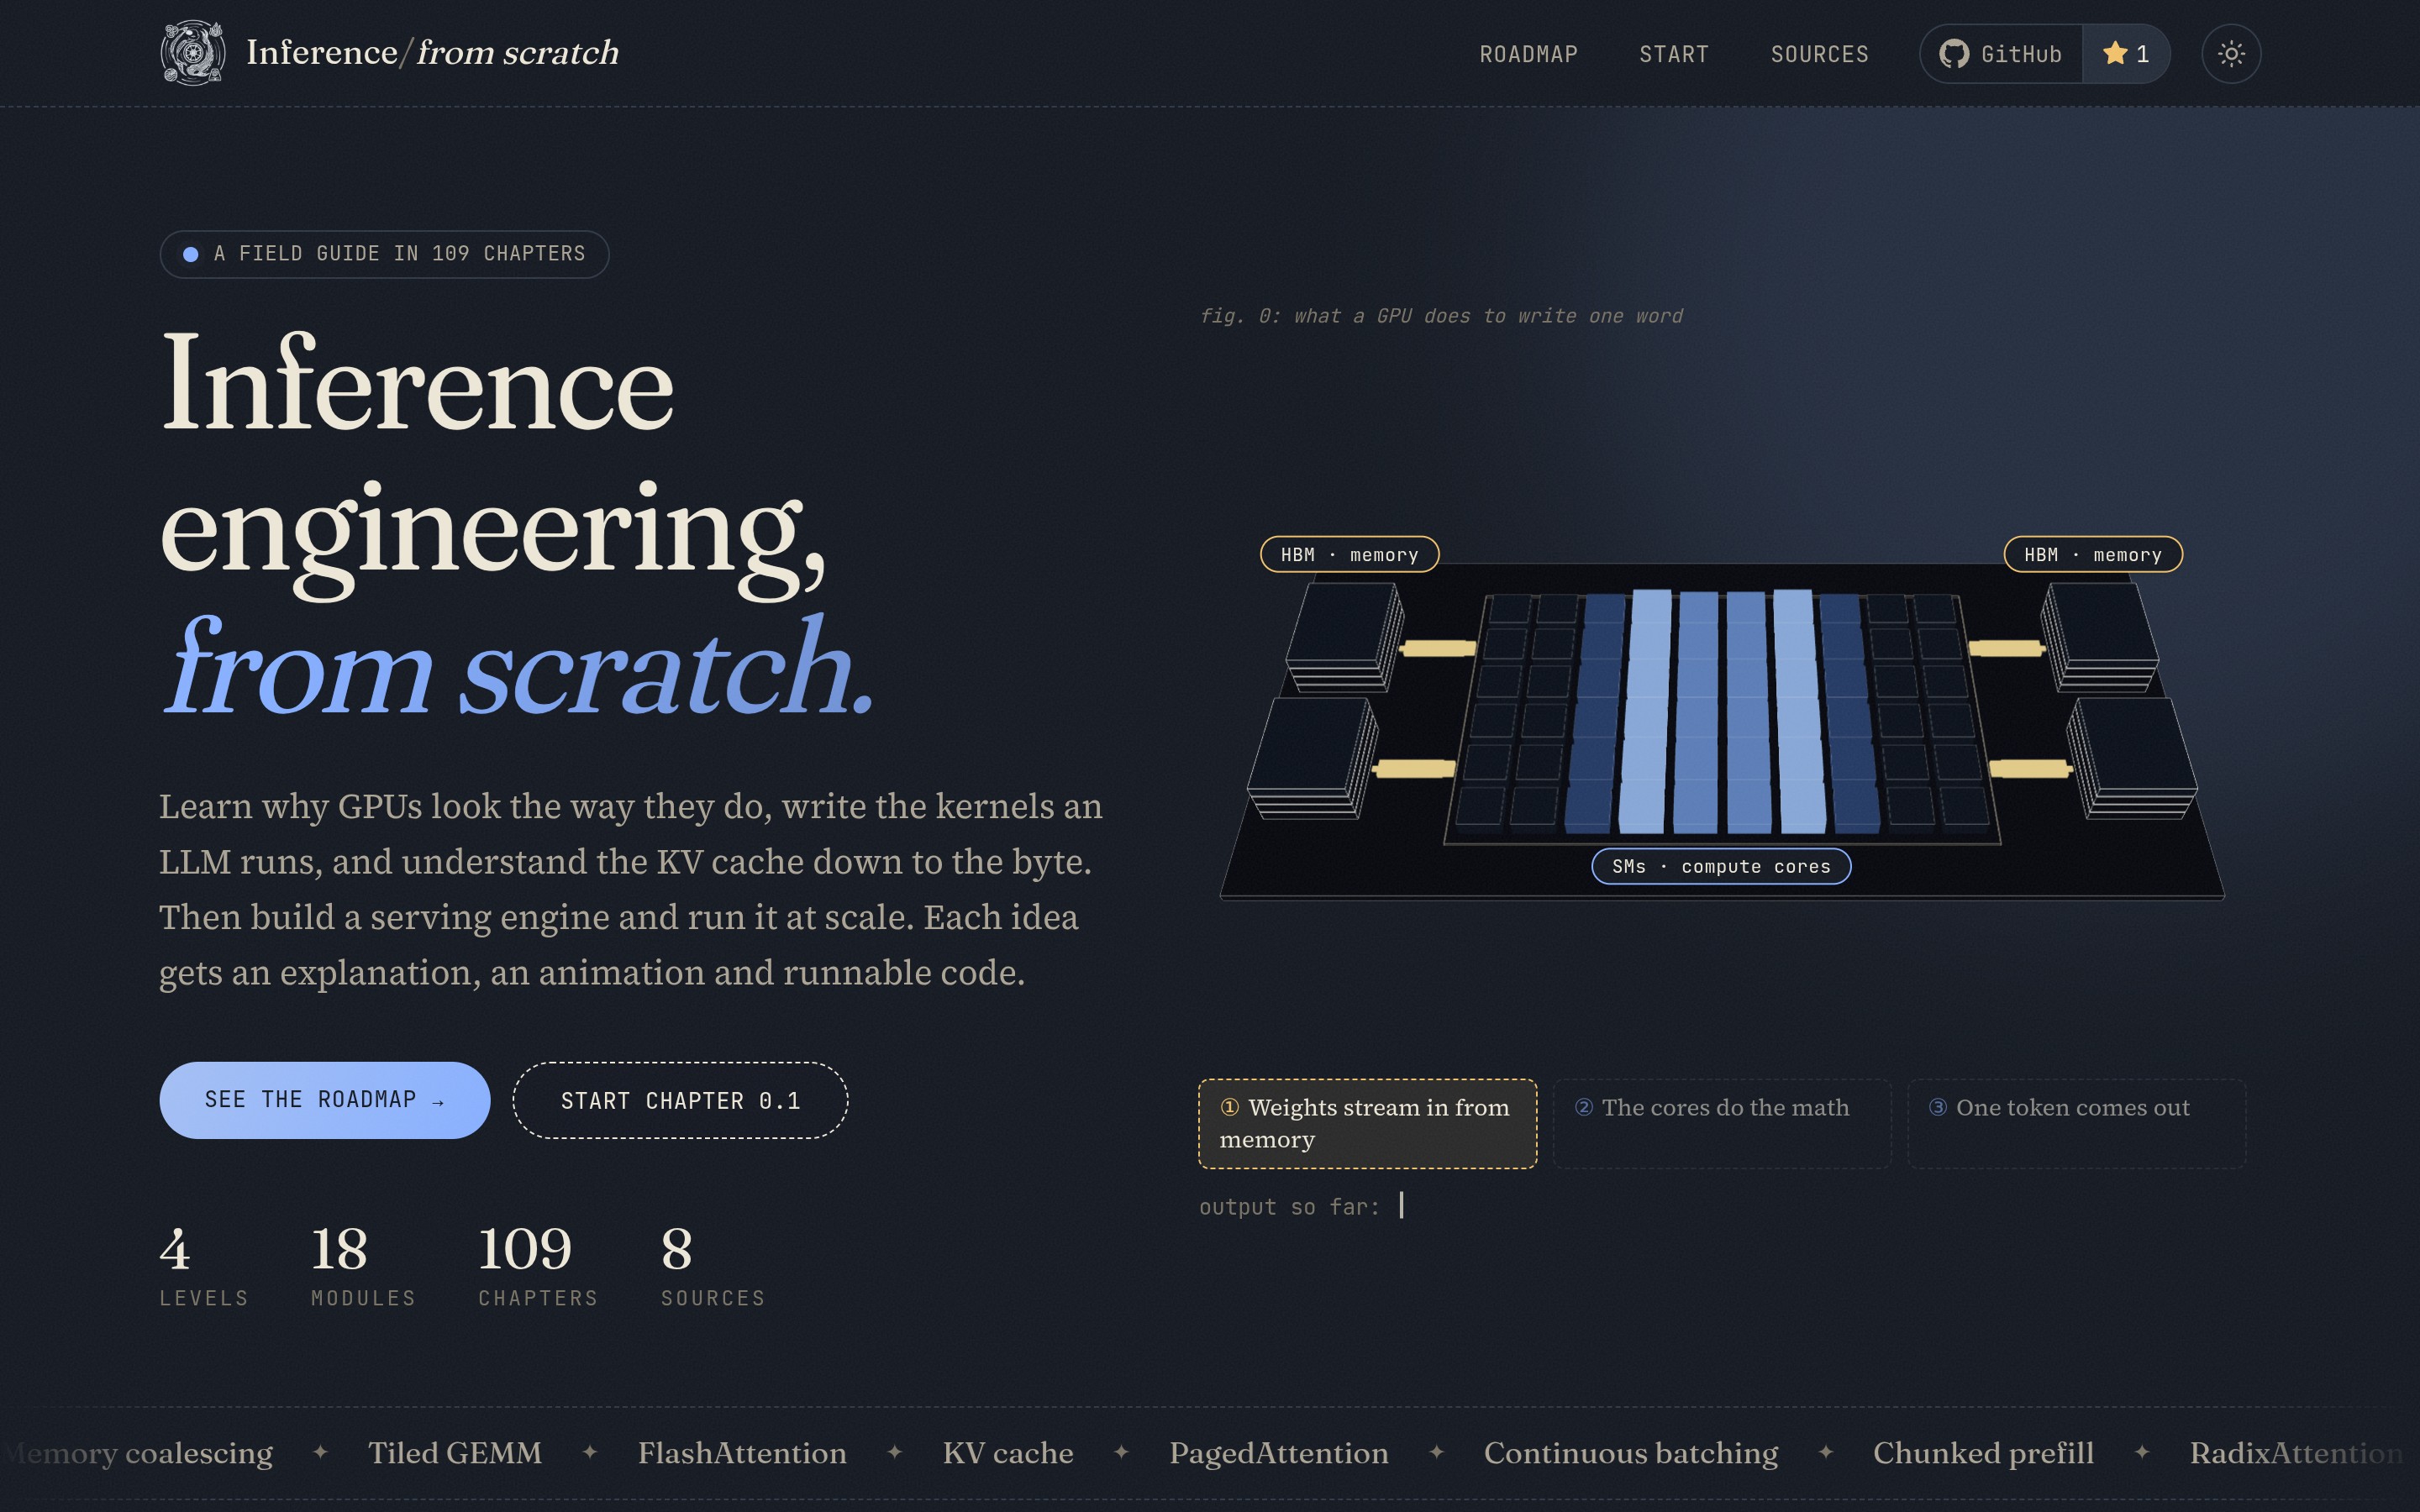 Inference/from scratch
ROADMAP
START
SOURCES
GitHub
1
A FIELD GUIDE IN 109 CHAPTERS
Inference
engineering,
from scratch.
Learn why GPUs look the way they do, write the kernels an
LLM runs, and understand the KV cache down to the byte.
Then build a serving engine and run it at scale. Each idea
gets an explanation, an animation and runnable code.
SEE THE ROADMAP →
START CHAPTER 0.1
4
LEVELS
18
MODULES
109
CHAPTERS
8
SOURCES
fig. 0: what a GPU does to write one word
HBM · memory
HBM · memory
SMs · compute cores
① Weights stream in from
memory
② The cores do the math
③ One token comes out
output so far:
Memory coalescing ✦ Tiled GEMM ✦ FlashAttention ✦ KV cache ✦ PagedAttention ✦ Continuous batching ✦ Chunked prefill ✦ RadixAttention